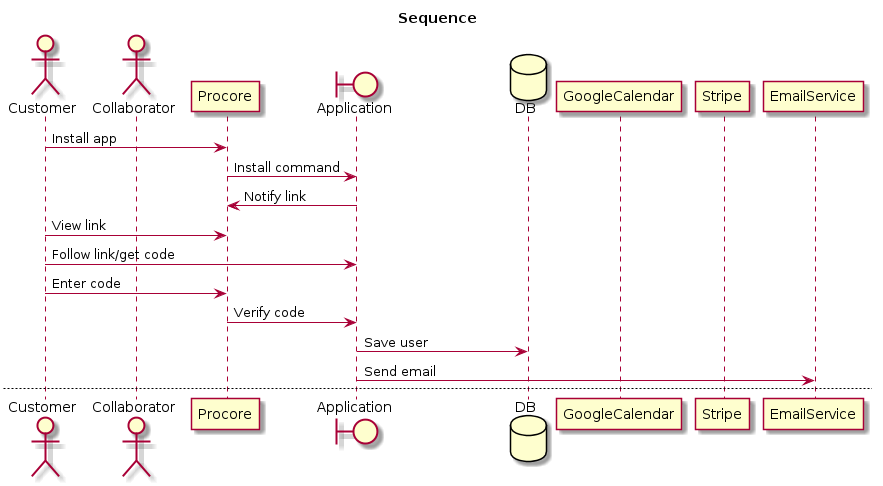 Sequence
Customer Collaborator Procore Application DB GoogleCalendar Stripe EmailService
Install app
Install command
Notify link
View link
Follow link/get code
Enter code
Verify code
Save user
Send email
Customer Collaborator Procore Application DB GoogleCalendar Stripe EmailService